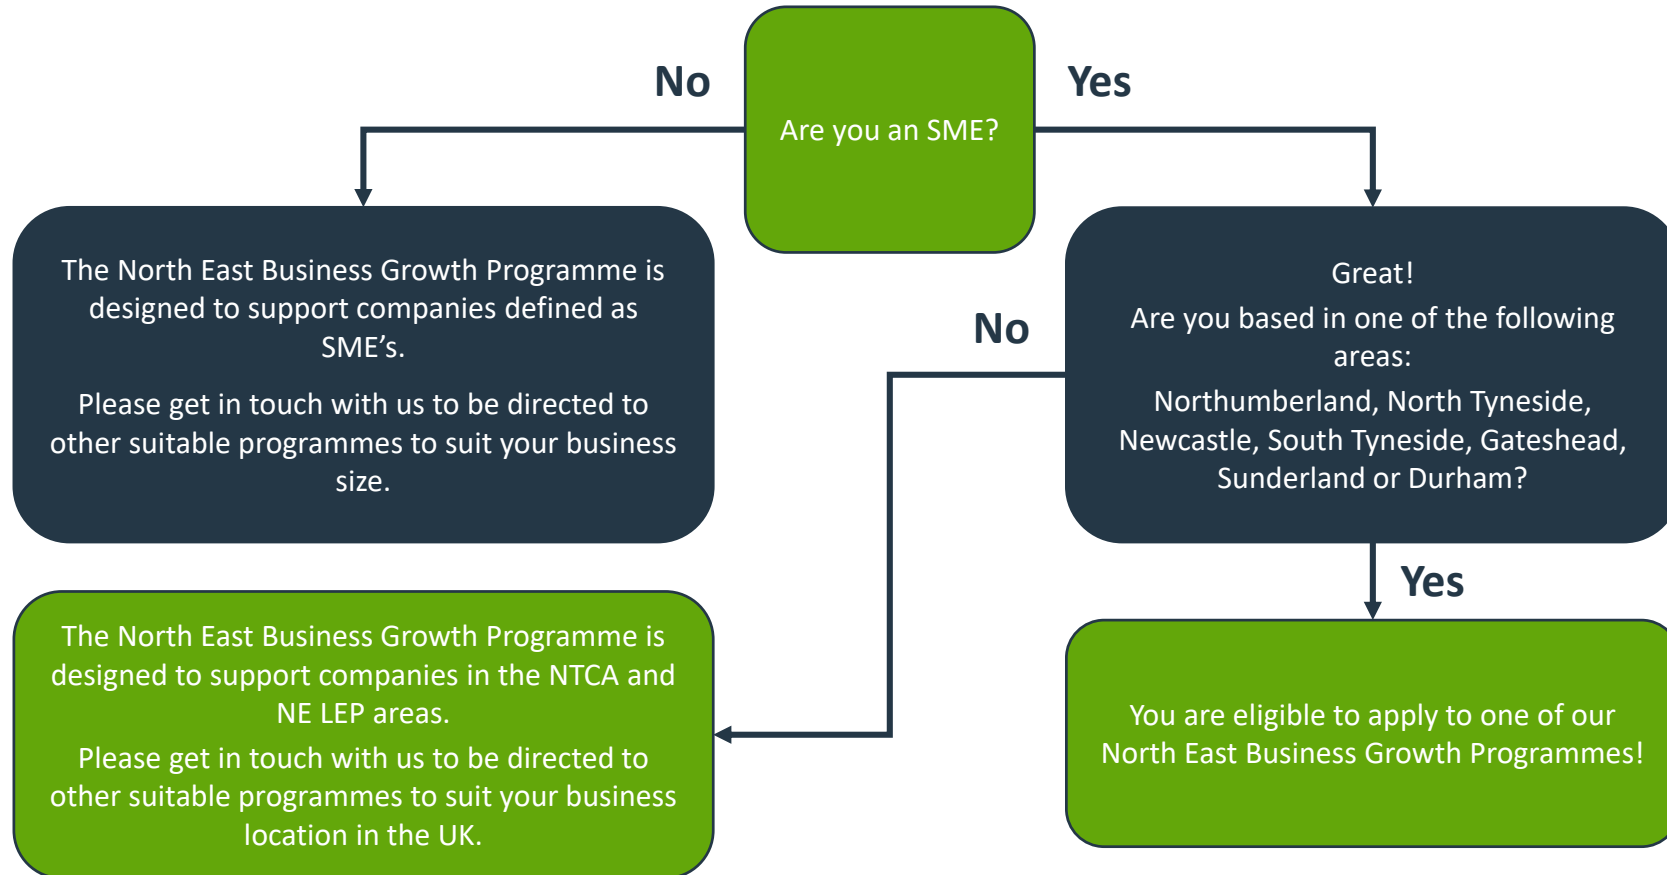 No
Are you an SME?
Yes
The North East Business Growth Programme is
designed to support companies defined as
SME’s.
Please get in touch with us to be directed to
other suitable programmes to suit your business
size.
Great!
Are you based in one of the following
areas:
Northumberland, North Tyneside,
Newcastle, South Tyneside, Gateshead,
Sunderland or Durham?
No
Yes
The North East Business Growth Programme is
designed to support companies in the NTCA and
NE LEP areas.
Please get in touch with us to be directed to
other suitable programmes to suit your business
location in the UK.
You are eligible to apply to one of our
North East Business Growth Programmes!